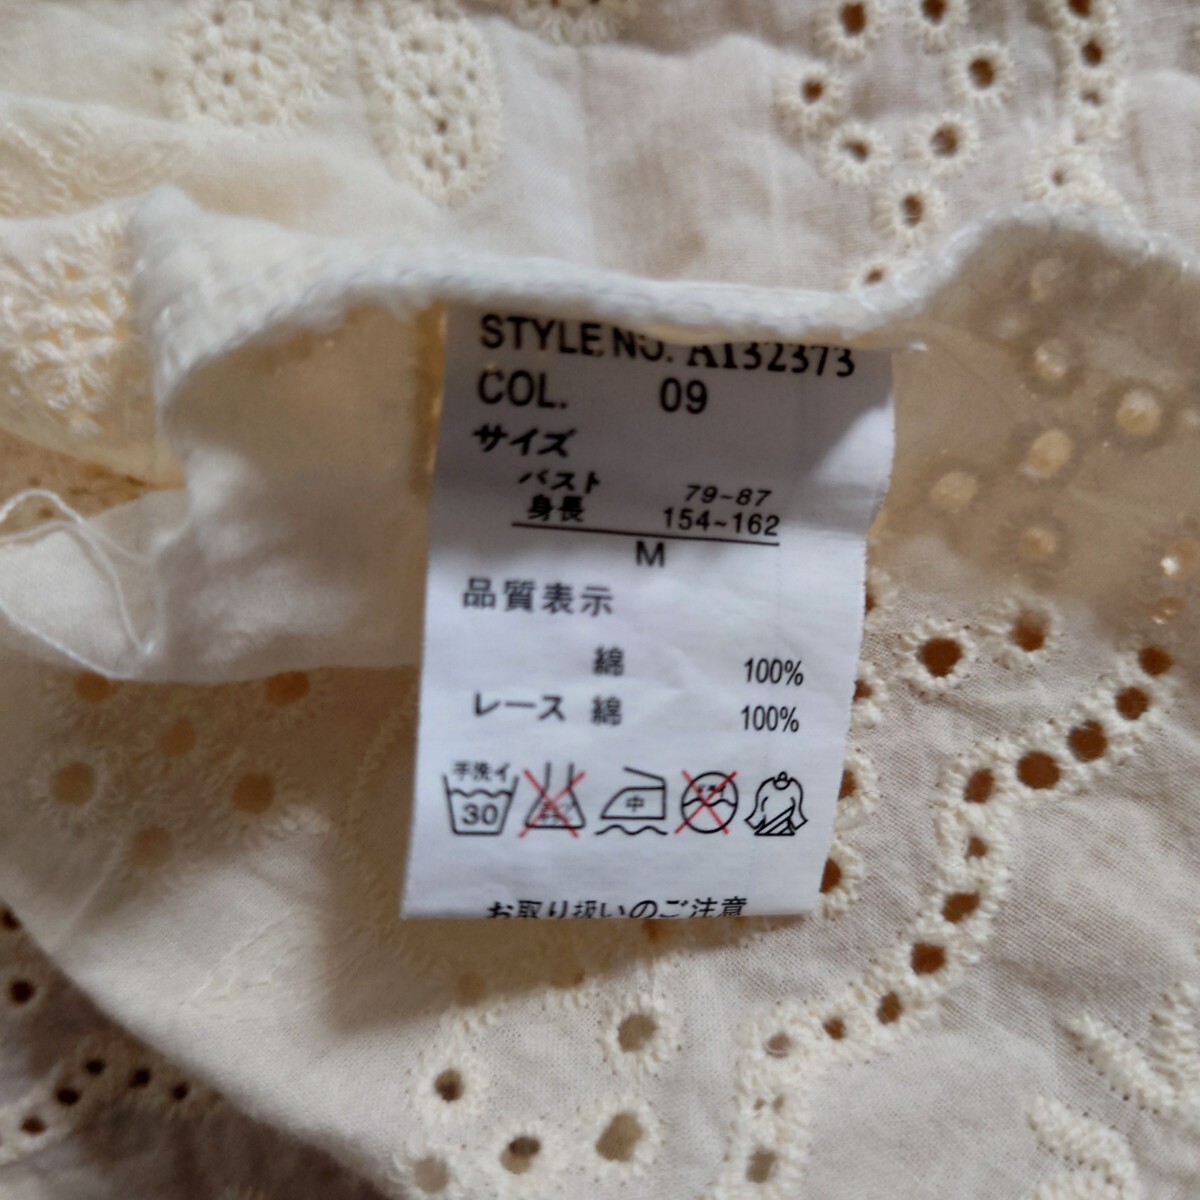 STYLE NO. A132373
COL. 09
サイズ
バスト 79~87
身長 154~162
M
品質表示
綿 100%
レース 綿 100%
手洗イ
30
中
お取り扱いのご注意